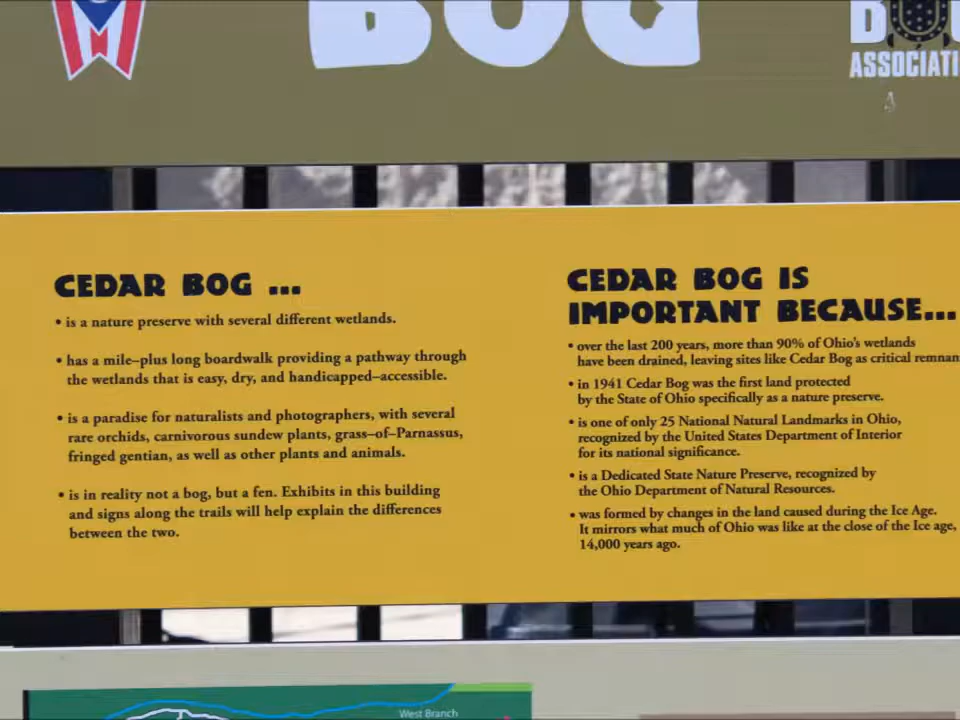 BOG
ASSOCIATI
CEDAR BOG ...
• is a nature preserve with several different wetlands.
• has a mile–plus long boardwalk providing a pathway through
the wetlands that is easy, dry, and handicapped–accessible.
• is a paradise for naturalists and photographers, with several
rare orchids, carnivorous sundew plants, grass–of–Parnassus,
fringed gentian, as well as other plants and animals.
• is in reality not a bog, but a fen. Exhibits in this building
and signs along the trails will help explain the differences
between the two.
CEDAR BOG IS
IMPORTANT BECAUSE...
• over the last 200 years, more than 90% of Ohio's wetlands
have been drained, leaving sites like Cedar Bog as critical remnan
• in 1941 Cedar Bog was the first land protected
by the State of Ohio specifically as a nature preserve.
• is one of only 25 National Natural Landmarks in Ohio,
recognized by the United States Department of Interior
for its national significance.
• is a Dedicated State Nature Preserve, recognized by
the Ohio Department of Natural Resources.
• was formed by changes in the land caused during the Ice Age.
It mirrors what much of Ohio was like at the close of the Ice age,
14,000 years ago.
West Branch